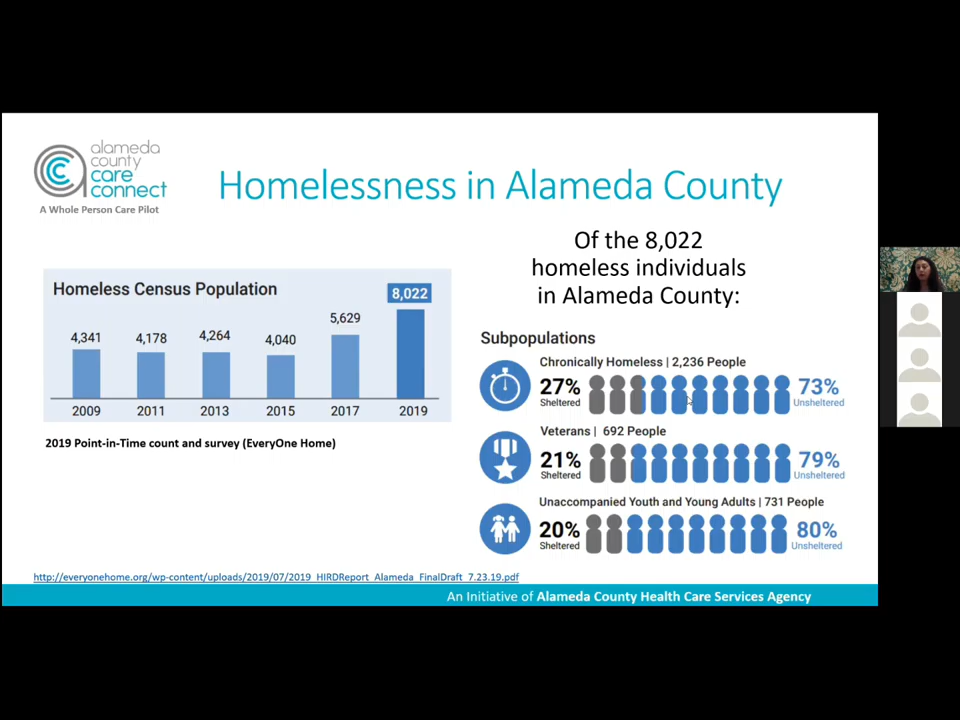 alameda
county
care
connect
A Whole Person Care Pilot
Homelessness in Alameda County
Homeless Census Population
4,341
4,178
4,264
4,040
5,629
8,022
2009
2011
2013
2015
2017
2019
2019 Point-in-Time count and survey (EveryOne Home)
Of the 8,022
homeless individuals
in Alameda County:
Subpopulations
Chronically Homeless | 2,236 People
27%
Sheltered
73%
Unsheltered
Veterans | 692 People
21%
Sheltered
79%
Unsheltered
Unaccompanied Youth and Young Adults | 731 People
20%
Sheltered
80%
Unsheltered
http://everyonehome.org/wp-content/uploads/2019/07/2019_HIRDReport_Alameda_FinalDraft_7.23.19.pdf
An Initiative of Alameda County Health Care Services Agency